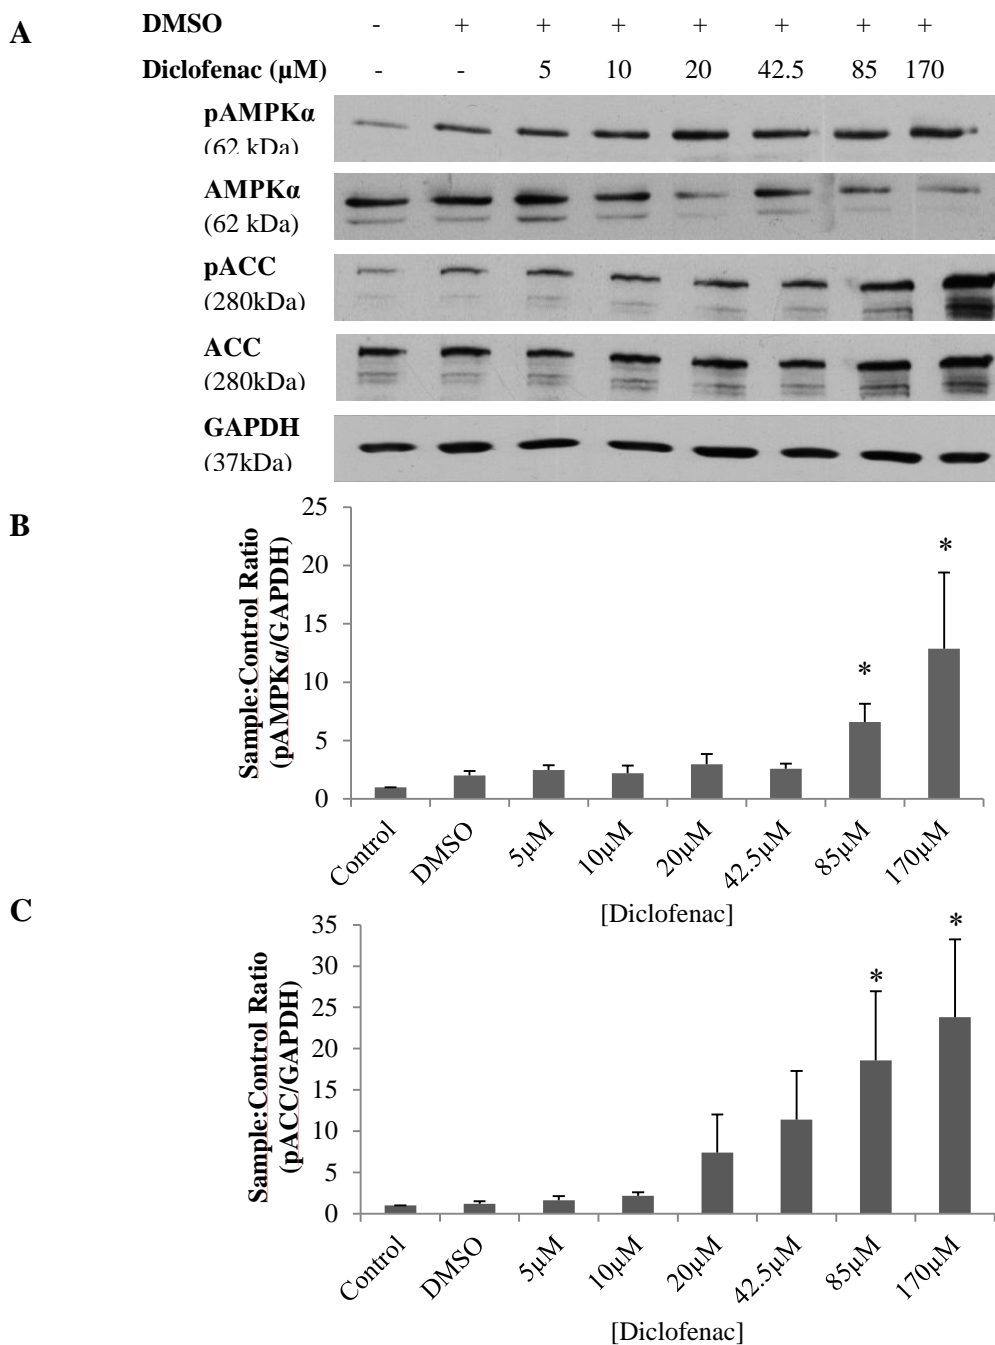 A
DMSO - + + + + + + +
Diclofenac (µM) - - 5 10 20 42.5 85 170
pAMPKα
(62 kDa)
AMPKα
(62 kDa)
pACC
(280kDa)
ACC
(280kDa)
GAPDH
(37kDa)
B
Sample:Control Ratio
(pAMPKα/GAPDH)
25
20
15
10
5
0
* *
Control DMSO 5µM 10µM 20µM 42.5µM 85µM 170µM
[Diclofenac]
C
Sample:Control Ratio
(pACC/GAPDH)
35
30
25
20
15
10
5
0
* *
Control DMSO 5µM 10µM 20µM 42.5µM 85µM 170µM
[Diclofenac]